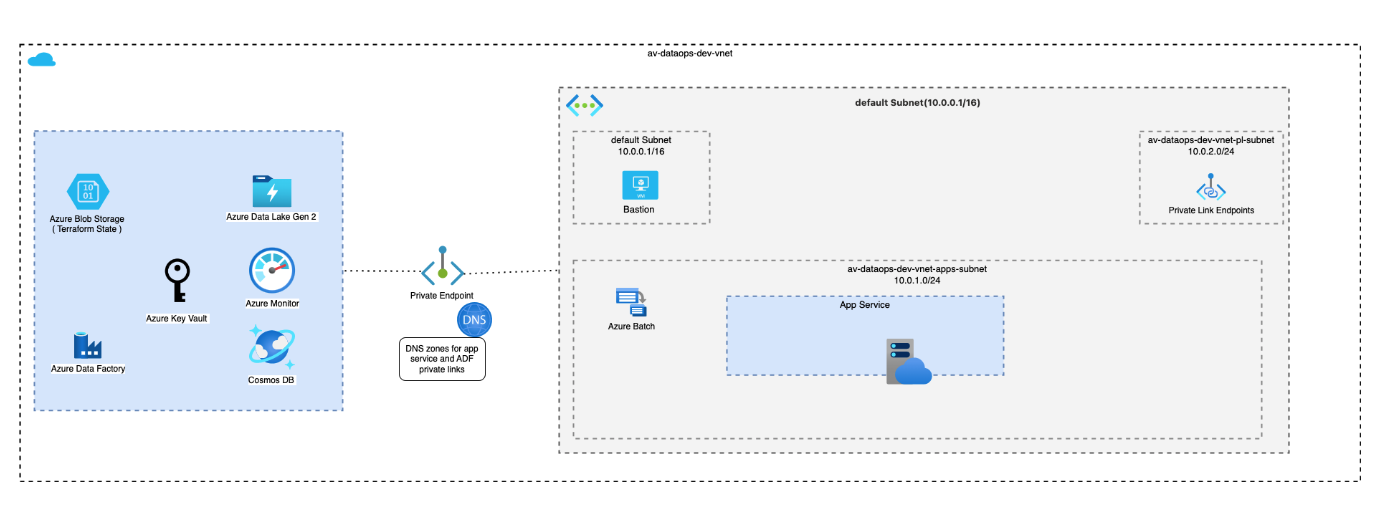 av-dataops-dev-vnet
default Subnet(10.0.0.1/16)
default Subnet
10.0.0.1/16
VM
Bastion
av-dataops-dev-vnet-pl-subnet
10.0.2.0/24
Private Link Endpoints
10
01
Azure Blob Storage
( Terraform State )
Azure Data Lake Gen 2
Azure Key Vault
Azure Monitor
Azure Data Factory
Cosmos DB
Private Endpoint
DNS
DNS zones for app
service and ADF
private links
av-dataops-dev-vnet-apps-subnet
10.0.1.0/24
Azure Batch
App Service